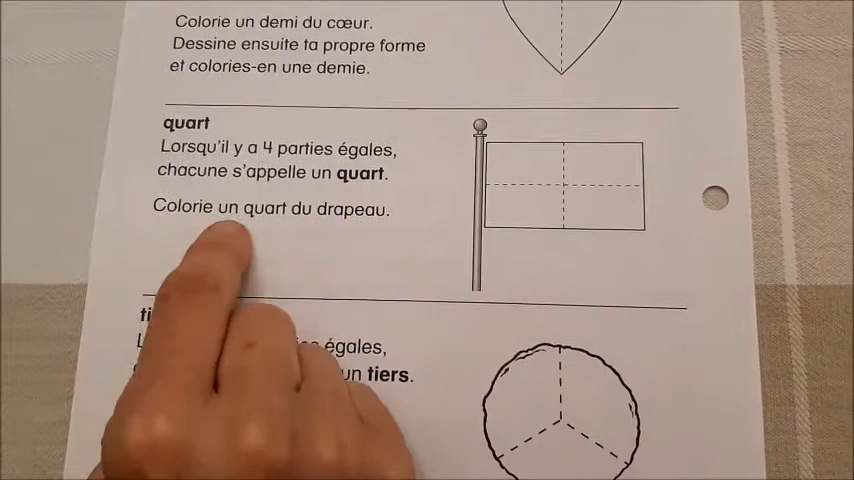 Colorie un demi du cœur.
Dessine ensuite ta propre forme
et colories-en une demie.
quart
Lorsqu'il y a 4 parties égales,
chacune s'appelle un quart.
Colorie un quart du drapeau.
égales,
un tiers.